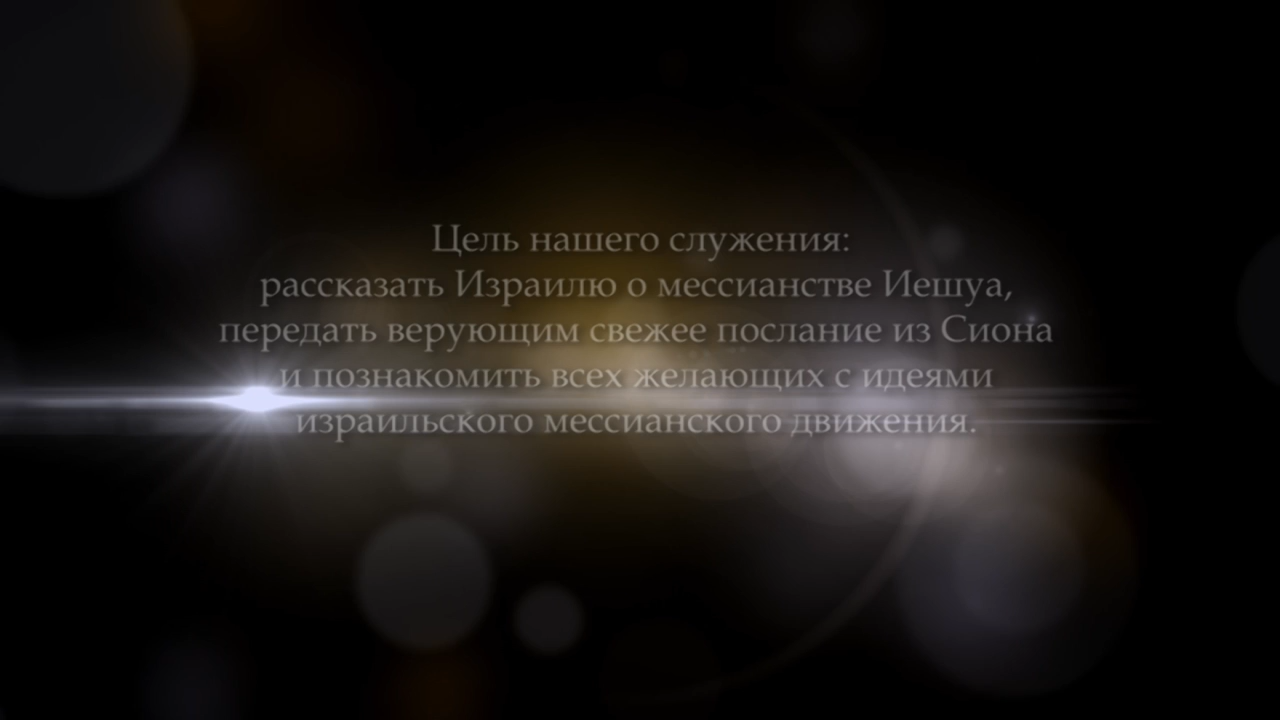 Цель нашего служения:
рассказать Израилю о мессианстве Иешуа,
передать верующим свежее послание из Сиона
и познакомить всех желающих с идеями
израильского мессианского движения.